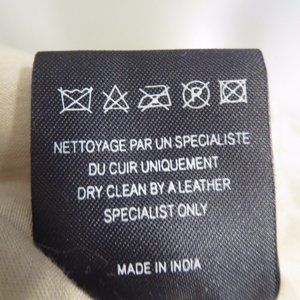 P
NETTOYAGE PAR UN SPECIALISTE
DU CUIR UNIQUEMENT
DRY CLEAN BY A LEATHER
SPECIALIST ONLY
MADE IN INDIA